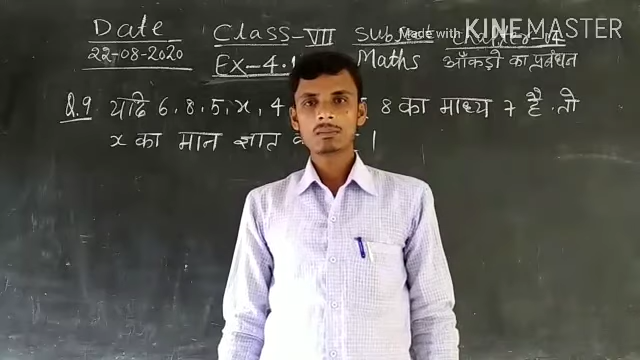 Date Class-VII Subject Made with KINEMASTER
22-08-2020 Ex-4.1 Maths आँकड़ों का प्रबंधन
Q.9 यदि 6, 8, 5, x, 4 8 का माध्य 7 है. तो
x का मान ज्ञात ।